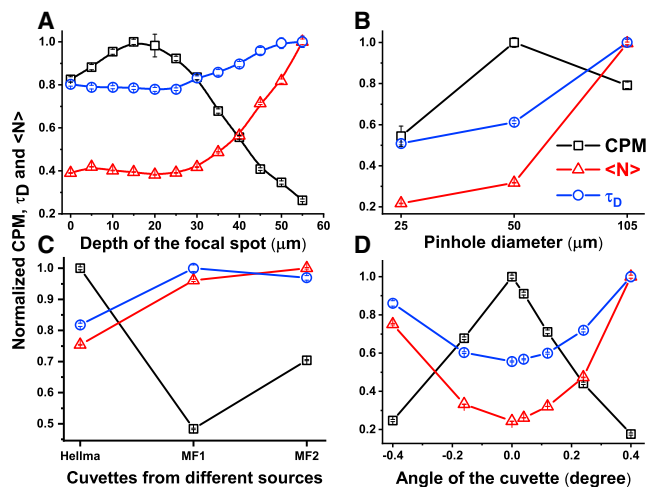 A
B
1.0
0.8
0.6
0.4
0.2
0 10 20 30 40 50 60
Depth of the focal spot (μm)
1.0
0.8
0.6
0.4
0.2
25 50 105
Pinhole diameter (μm)
CPM
<N>
τD
Normalized CPM, τD and <N>
C
D
1.0
0.9
0.8
0.7
0.6
0.5
Hellma MF1 MF2
Cuvettes from different sources
1.0
0.8
0.6
0.4
0.2
-0.4 -0.2 0.0 0.2 0.4
Angle of the cuvette (degree)